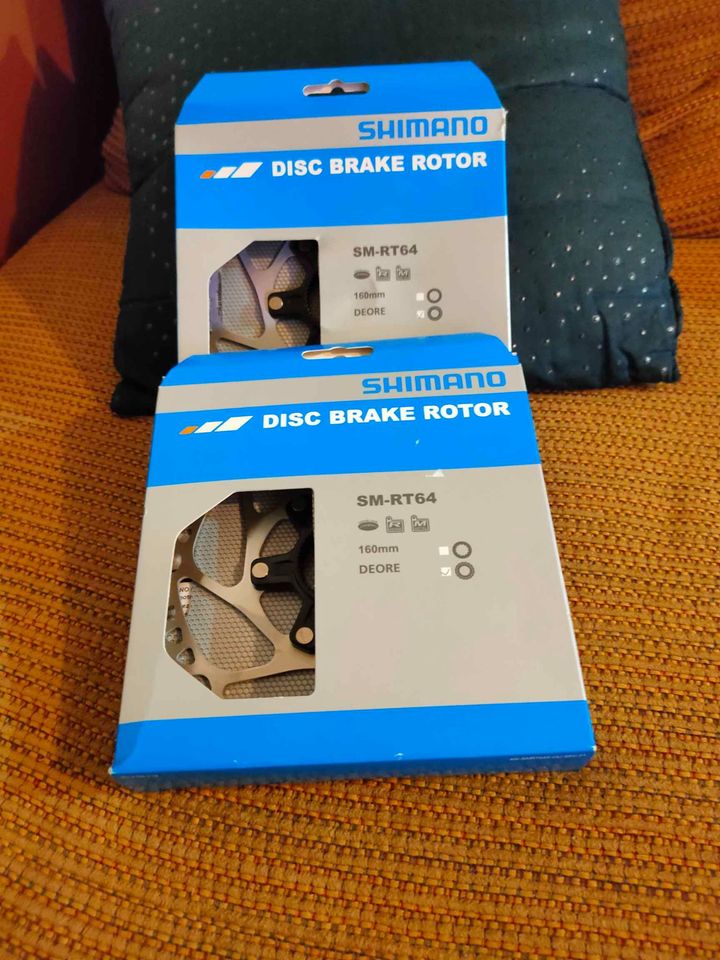 SHIMANO
DISC BRAKE ROTOR
SM-RT64
160mm
DEORE
SHIMANO
DISC BRAKE ROTOR
SM-RT64
160mm
DEORE